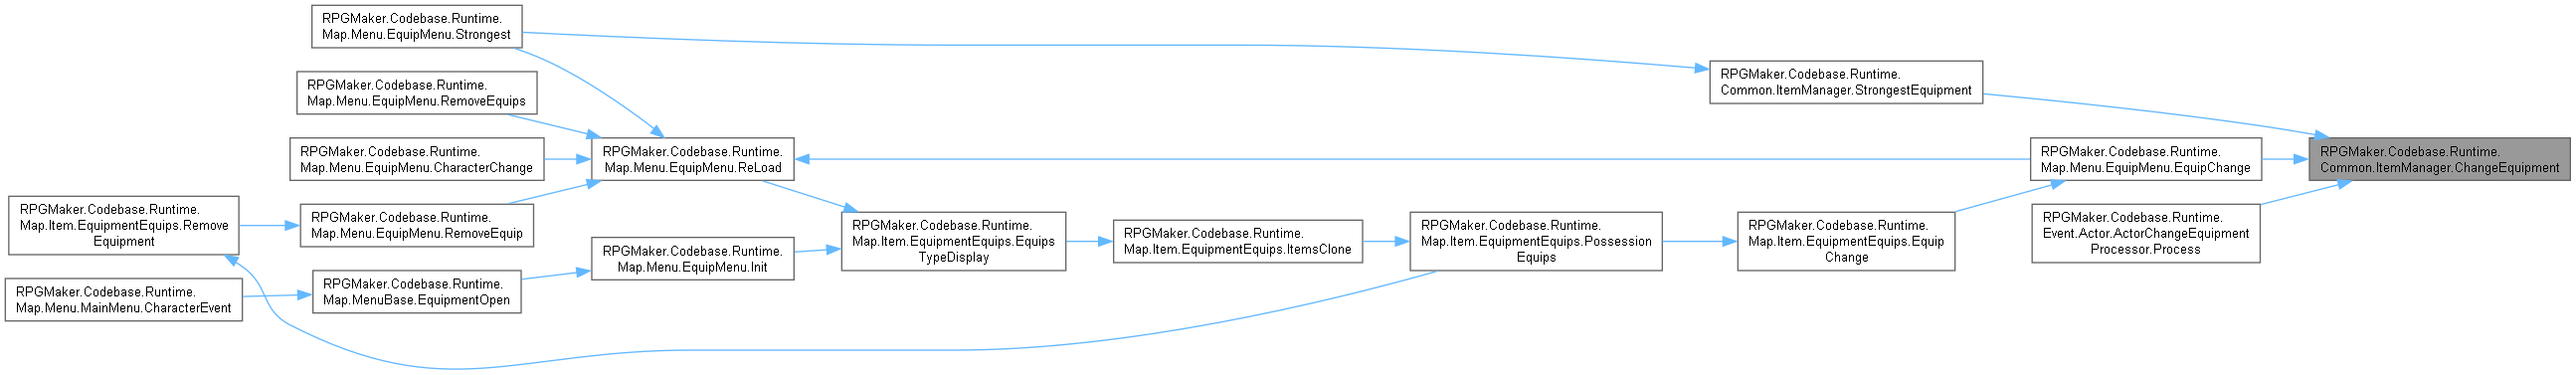 RPGMaker.Codebase.Runtime.
Map.Menu.EquipMenu.Strongest
RPGMaker.Codebase.Runtime.
Map.Menu.EquipMenu.RemoveEquips
RPGMaker.Codebase.Runtime.
Map.Menu.EquipMenu.CharacterChange
RPGMaker.Codebase.Runtime.
Map.Item.EquipmentEquips.Remove
Equipment
RPGMaker.Codebase.Runtime.
Map.Menu.EquipMenu.RemoveEquip
RPGMaker.Codebase.Runtime.
Map.Menu.MainMenu.CharacterEvent
RPGMaker.Codebase.Runtime.
Map.MenuBase.EquipmentOpen
RPGMaker.Codebase.Runtime.
Map.Menu.EquipMenu.ReLoad
RPGMaker.Codebase.Runtime.
Map.Menu.EquipMenu.Init
RPGMaker.Codebase.Runtime.
Map.Item.EquipmentEquips.Equips
TypeDisplay
RPGMaker.Codebase.Runtime.
Map.Item.EquipmentEquips.ItemsClone
RPGMaker.Codebase.Runtime.
Map.Item.EquipmentEquips.Possession
Equips
RPGMaker.Codebase.Runtime.
Common.ItemManager.StrongestEquipment
RPGMaker.Codebase.Runtime.
Map.Item.EquipmentEquips.Equip
Change
RPGMaker.Codebase.Runtime.
Map.Menu.EquipMenu.EquipChange
RPGMaker.Codebase.Runtime.
Event.Actor.ActorChangeEquipment
Processor.Process
RPGMaker.Codebase.Runtime.
Common.ItemManager.ChangeEquipment